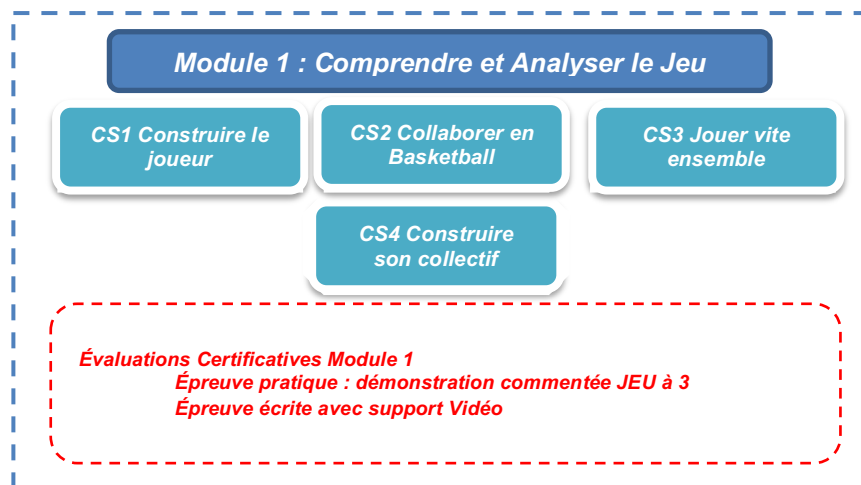 Module 1 : Comprendre et Analyser le Jeu
CS1 Construire le
joueur
CS2 Collaborer en
Basketball
CS3 Jouer vite
ensemble
CS4 Construire
son collectif
Évaluations Certificatives Module 1
Épreuve pratique : démonstration commentée JEU à 3
Épreuve écrite avec support Vidéo